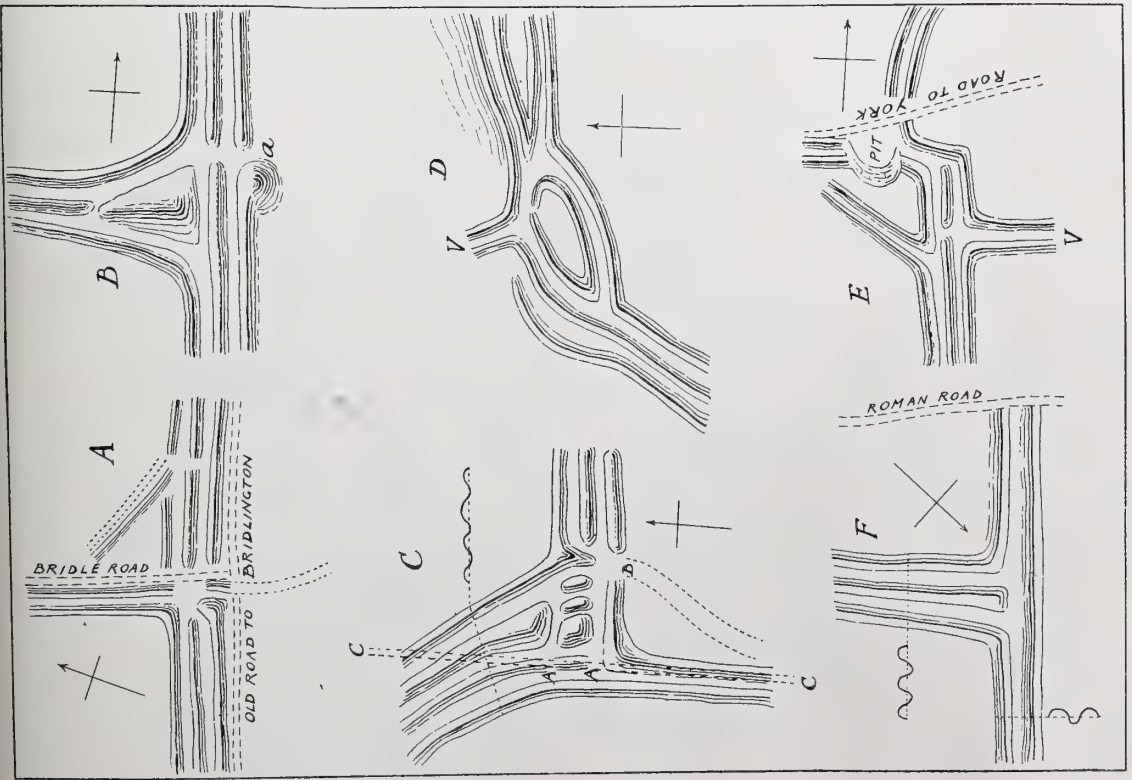 B
a
D
V
ROAD TO YORK
PIT
E
V
A
BRIDLE ROAD
OLD ROAD TO BRIDLINGTON
C
C
A
A
B
C
F
ROMAN ROAD